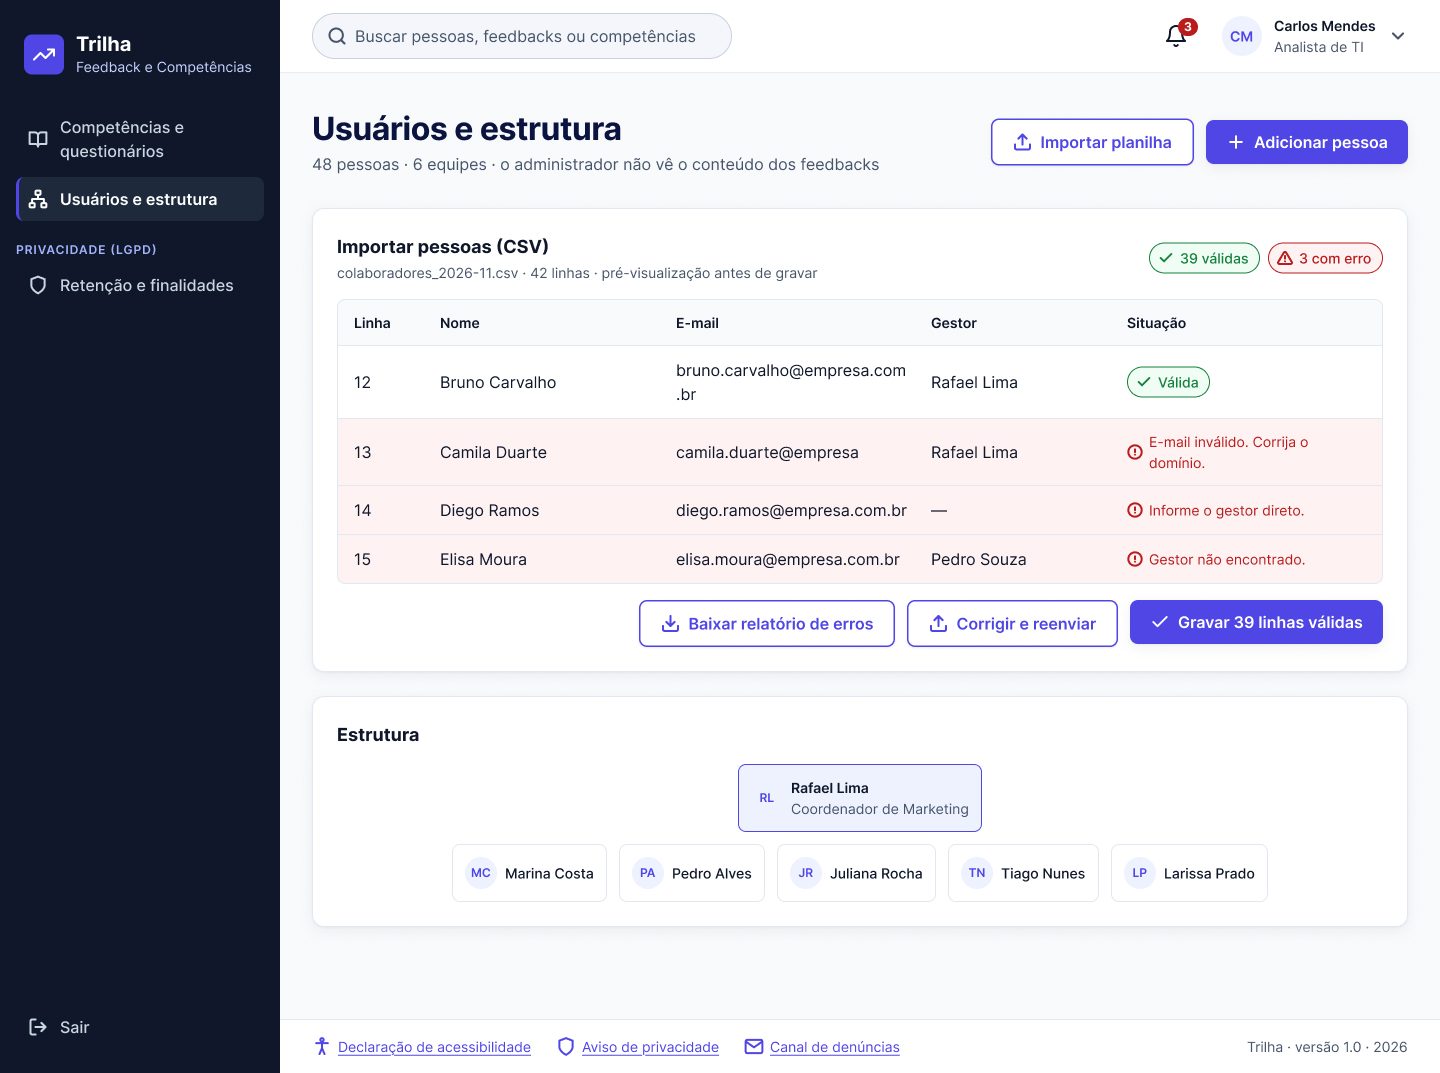 Trilha
Feedback e Competências
Competências e
questionários
Usuários e estrutura
PRIVACIDADE (LGPD)
Retenção e finalidades
Sair
Buscar pessoas, feedbacks ou competências
3
CM
Carlos Mendes
Analista de TI
Usuários e estrutura
48 pessoas · 6 equipes · o administrador não vê o conteúdo dos feedbacks
Importar planilha
Adicionar pessoa
Importar pessoas (CSV)
colaboradores_2026-11.csv · 42 linhas · pré-visualização antes de gravar
39 válidas
3 com erro
Linha Nome E-mail Gestor Situação
12 Bruno Carvalho bruno.carvalho@empresa.com
.br Rafael Lima Válida
13 Camila Duarte camila.duarte@empresa Rafael Lima E-mail inválido. Corrija o
domínio.
14 Diego Ramos diego.ramos@empresa.com.br — Informe o gestor direto.
15 Elisa Moura elisa.moura@empresa.com.br Pedro Souza Gestor não encontrado.
Baixar relatório de erros
Corrigir e reenviar
Gravar 39 linhas válidas
Estrutura
RL
Rafael Lima
Coordenador de Marketing
MC Marina Costa
PA Pedro Alves
JR Juliana Rocha
TN Tiago Nunes
LP Larissa Prado
Declaração de acessibilidade
Aviso de privacidade
Canal de denúncias
Trilha · versão 1.0 · 2026